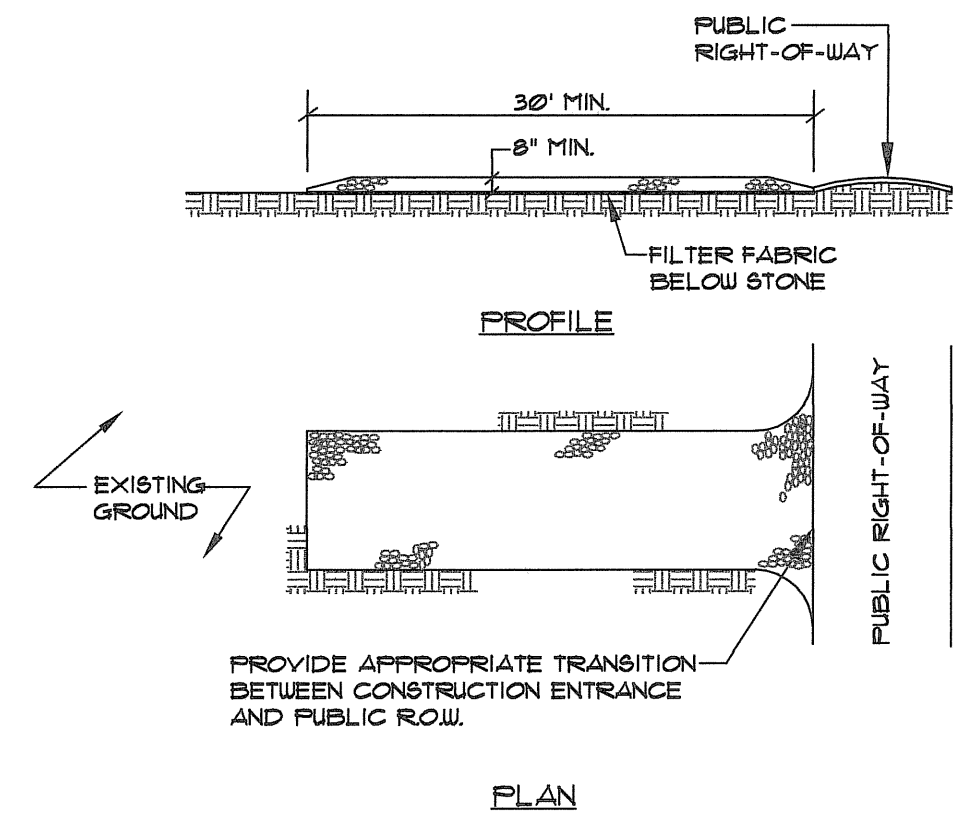 PUBLIC
RIGHT-OF-WAY
30' MIN.
8" MIN.
FILTER FABRIC
BELOW STONE
PROFILE
PUBLIC RIGHT-OF-WAY
EXISTING
GROUND
PROVIDE APPROPRIATE TRANSITION
BETWEEN CONSTRUCTION ENTRANCE
AND PUBLIC R.O.W.
PLAN